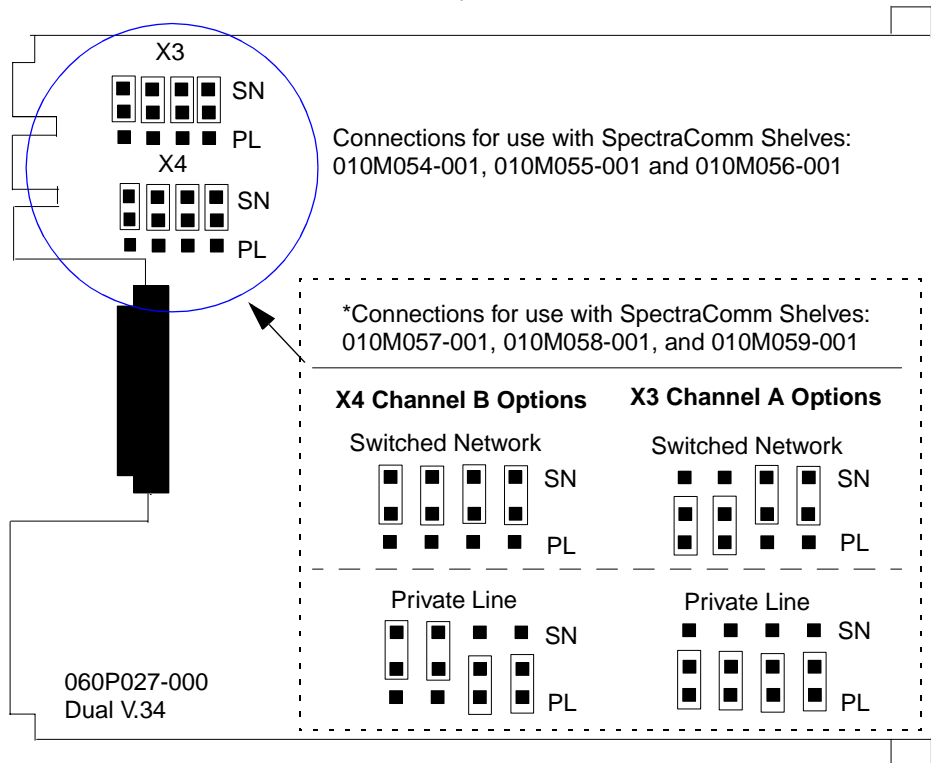 X3
SN
PL
X4
SN
PL
Connections for use with SpectraComm Shelves:
010M054-001, 010M055-001 and 010M056-001
*Connections for use with SpectraComm Shelves:
010M057-001, 010M058-001, and 010M059-001
X4 Channel B Options
X3 Channel A Options
Switched Network
SN
PL
Switched Network
SN
PL
Private Line
SN
PL
Private Line
SN
PL
060P027-000
Dual V.34